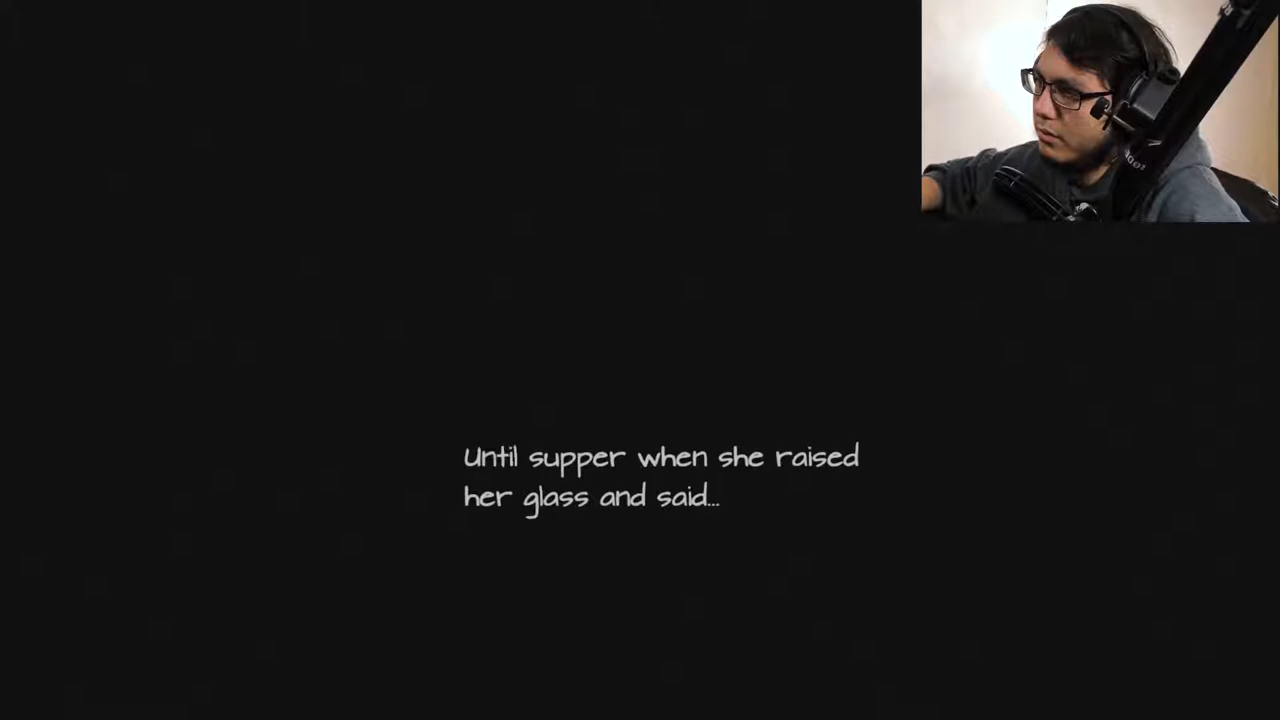 Until supper when she raised
her glass and said...